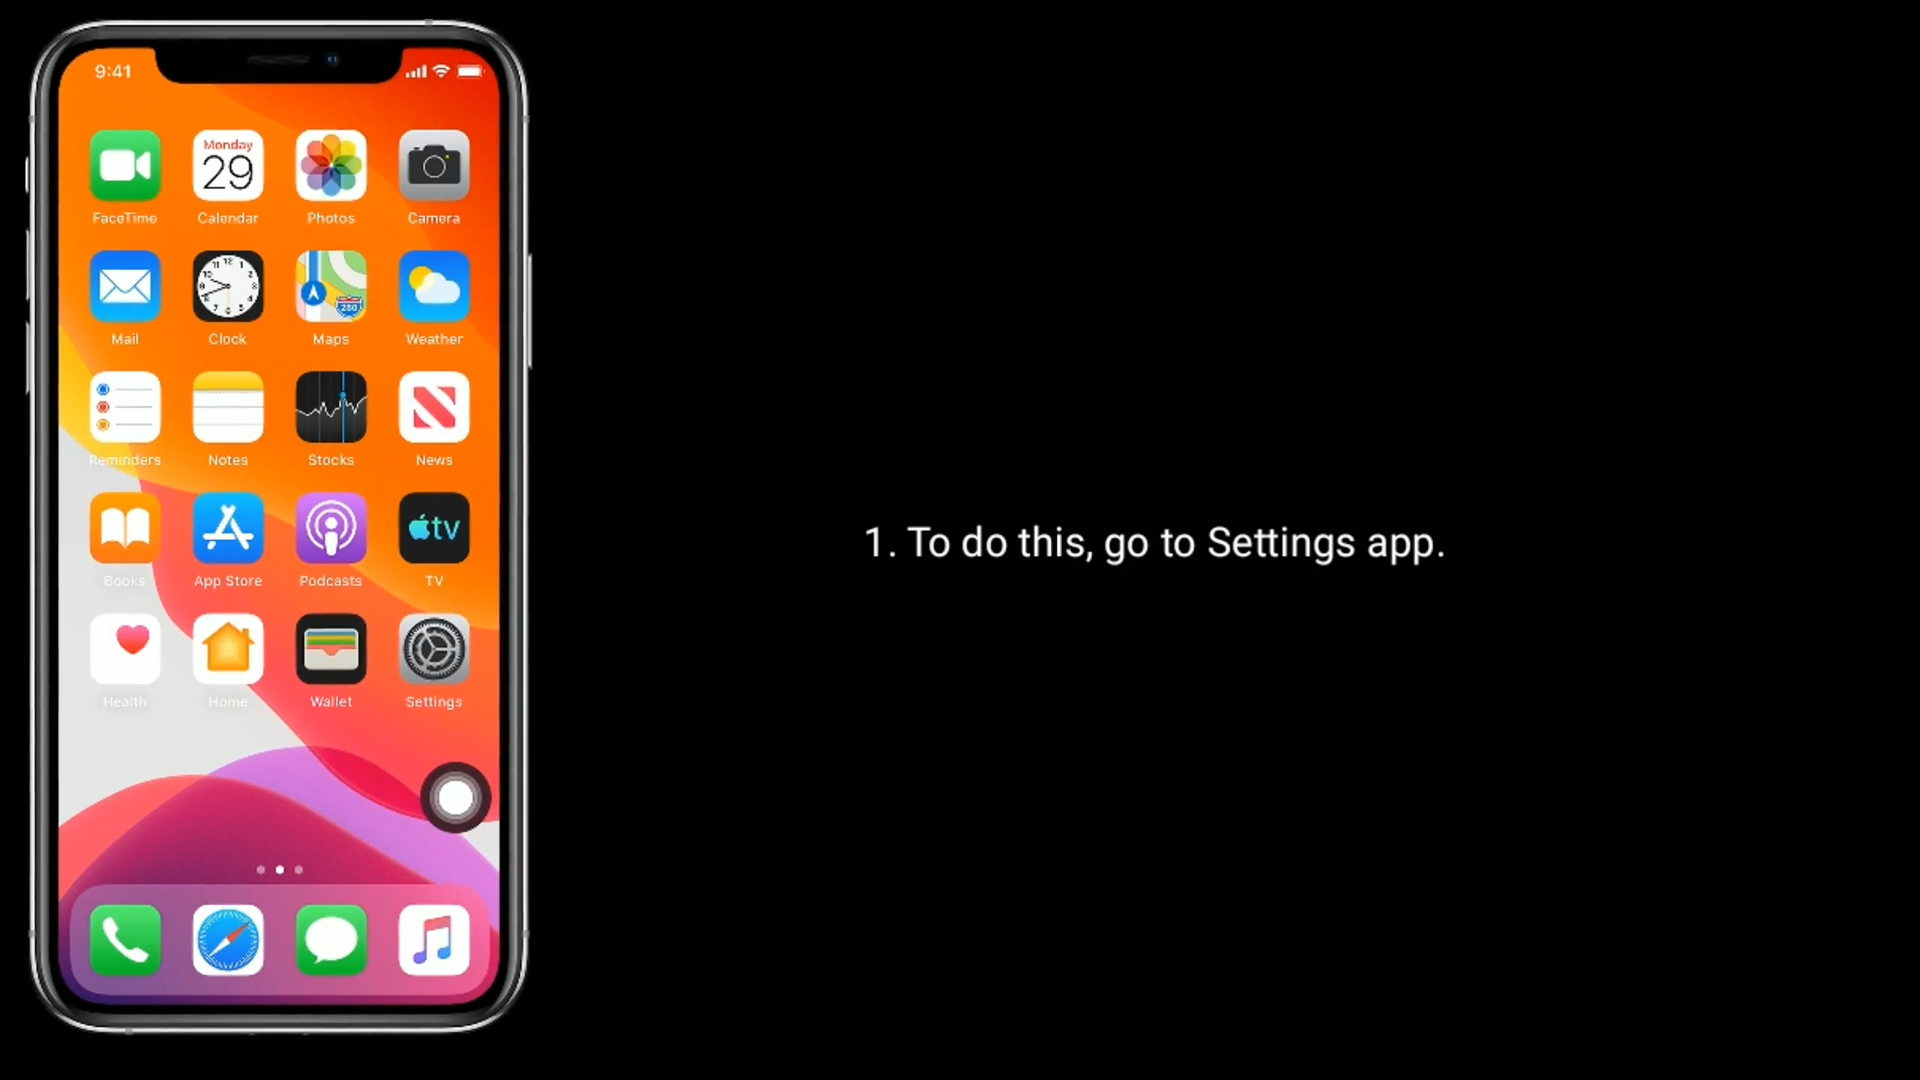 9:41
FaceTime
Monday
29
Calendar
Photos
Camera
Mail
Clock
Maps
Weather
Reminders
Notes
Stocks
News
Books
App Store
Podcasts
tv
TV
Health
Home
Wallet
Settings
1. To do this, go to Settings app.